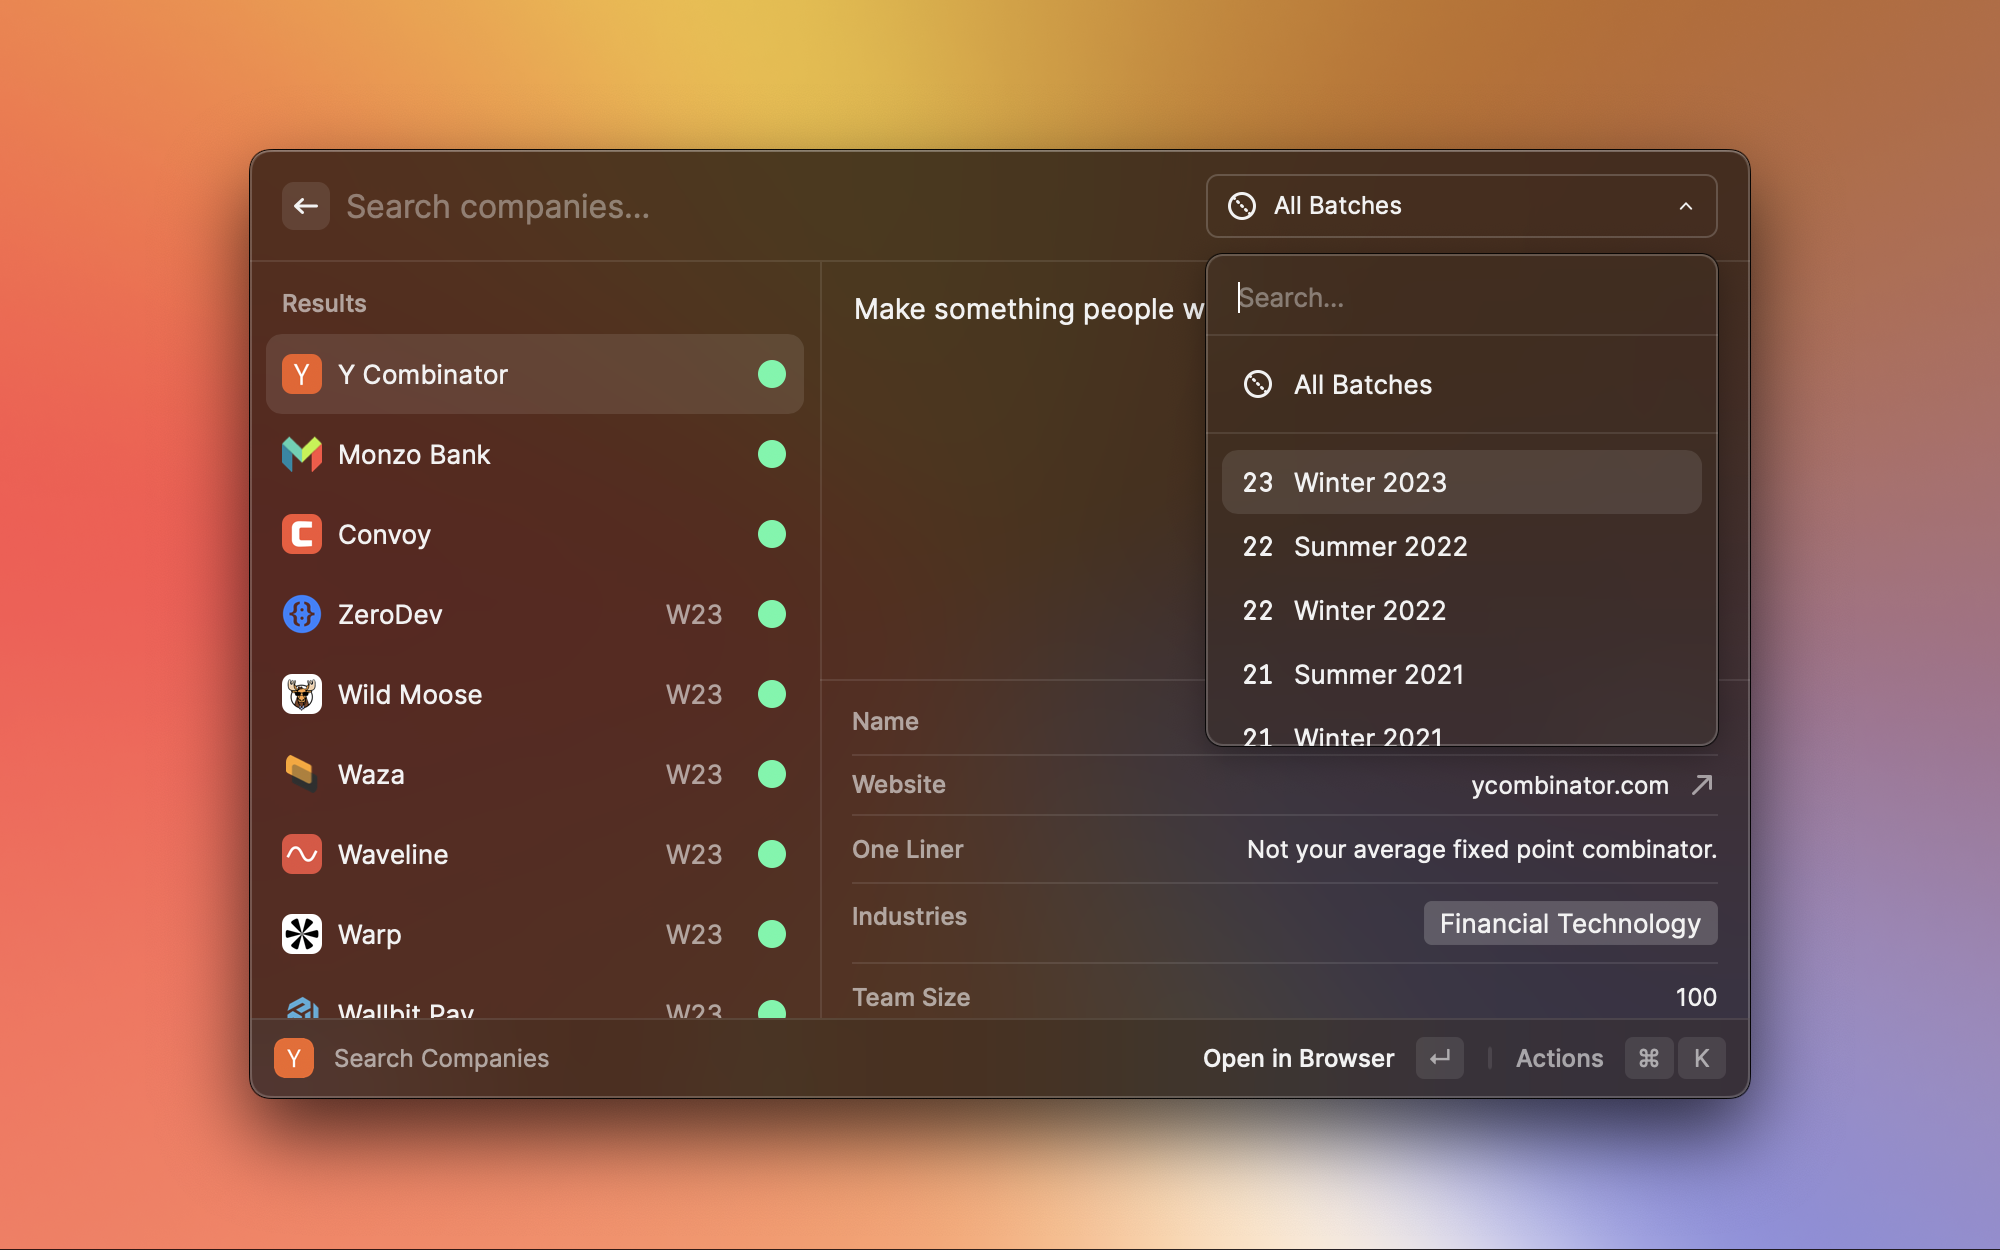 Search companies...
All Batches
Results
Y Combinator
Monzo Bank
Convoy
ZeroDev W23
Wild Moose W23
Waza W23
Waveline W23
Warp W23
Wallbit Pay W23
Make something people w
Search...
All Batches
23 Winter 2023
22 Summer 2022
22 Winter 2022
21 Summer 2021
21 Winter 2021
Name
Website ycombinator.com
One Liner Not your average fixed point combinator.
Industries Financial Technology
Team Size 100
Y Search Companies
Open in Browser Actions ⌘ K